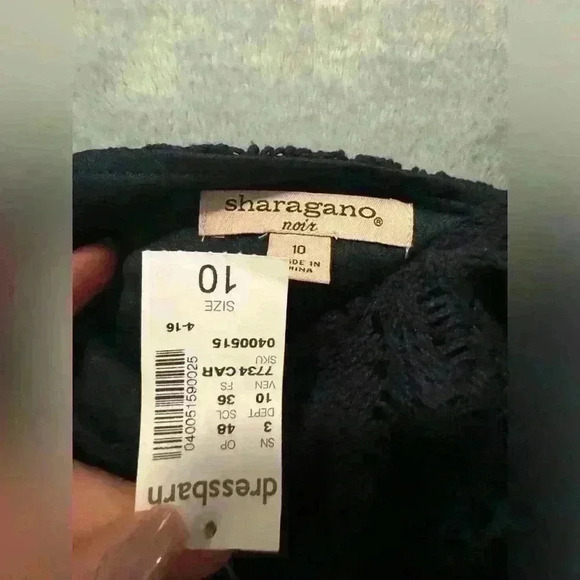 sharagano®
noir
10
MADE IN
CHINA
dressbarn
SN OP
3 48
DEPT SCL
10 36
VEN FS
7734 CAR
SKU
0400515
4-16
SIZE
10
040051590025